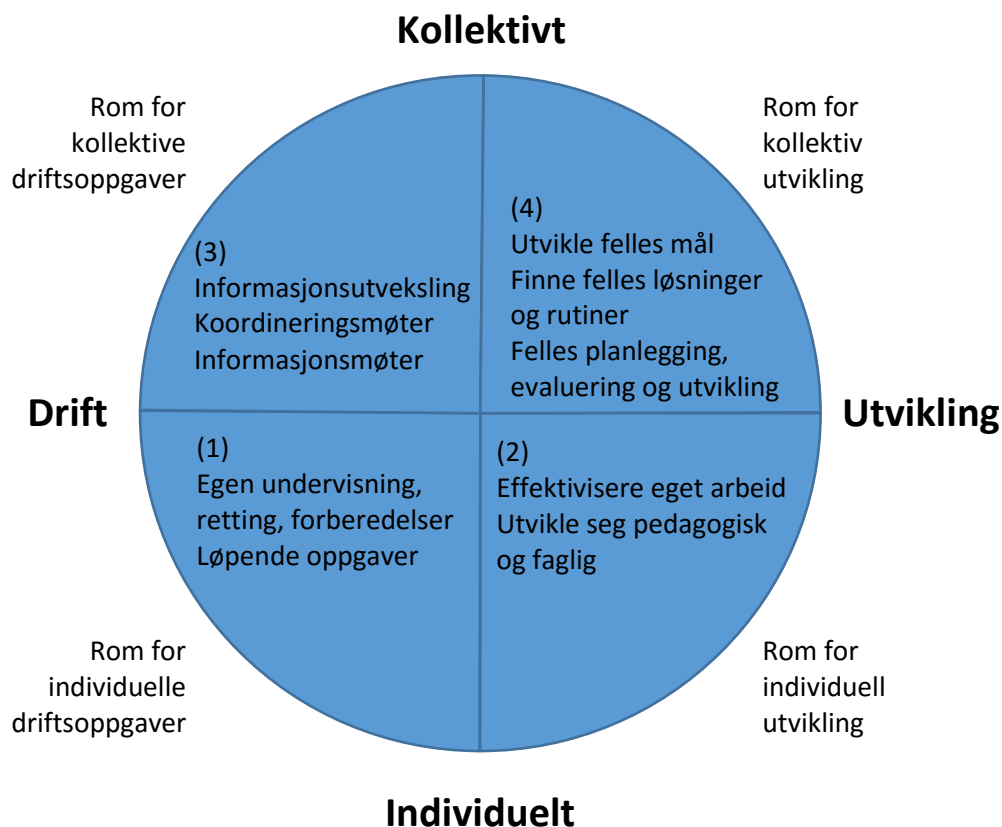 Kollektivt
Rom for
kollektive
driftsoppgaver
Rom for
kollektiv
utvikling
(3)
Informasjonsutveksling
Koordineringsmøter
Informasjonsmøter
(4)
Utvikle felles mål
Finne felles løsninger
og rutiner
Felles planlegging,
evaluering og utvikling
Drift
Utvikling
(1)
Egen undervisning,
retting, forberedelser
Løpende oppgaver
(2)
Effektivisere eget arbeid
Utvikle seg pedagogisk
og faglig
Rom for
individuelle
driftsoppgaver
Rom for
individuell
utvikling
Individuelt